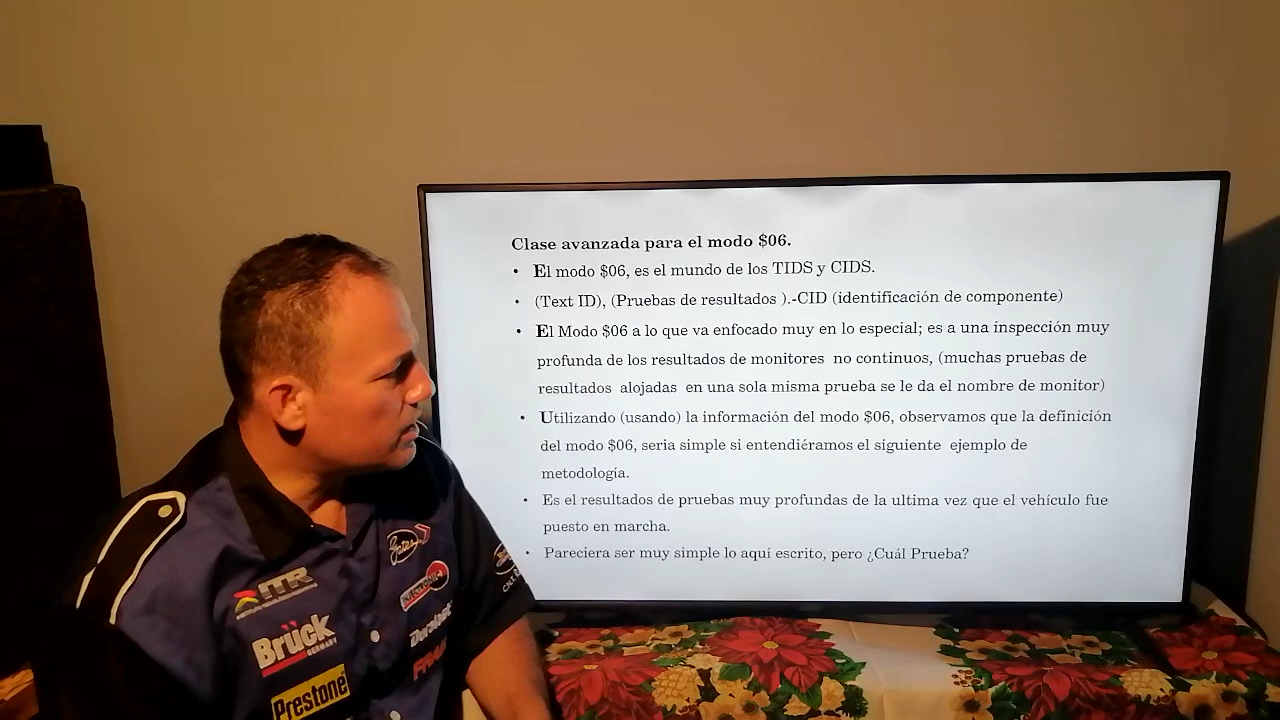 Clase avanzada para el modo $06.
• El modo $06, es el mundo de los TIDS y CIDS.
• (Text ID), (Pruebas de resultados ).-CID (identificación de componente)
• El Modo $06 a lo que va enfocado muy en lo especial; es a una inspección muy
profunda de los resultados de monitores no continuos, (muchas pruebas de
resultados alojadas en una sola misma prueba se le da el nombre de monitor)
• Utilizando (usando) la información del modo $06, observamos que la definición
del modo $06, seria simple si entendiéramos el siguiente ejemplo de
metodología.
• Es el resultados de pruebas muy profundas de la ultima vez que el vehículo fue
puesto en marcha.
• Pareciera ser muy simple lo aquí escrito, pero ¿Cuál Prueba?
Gates
ITR
INJETRONIC
Brück
GERMANY
Duralast
Prestone